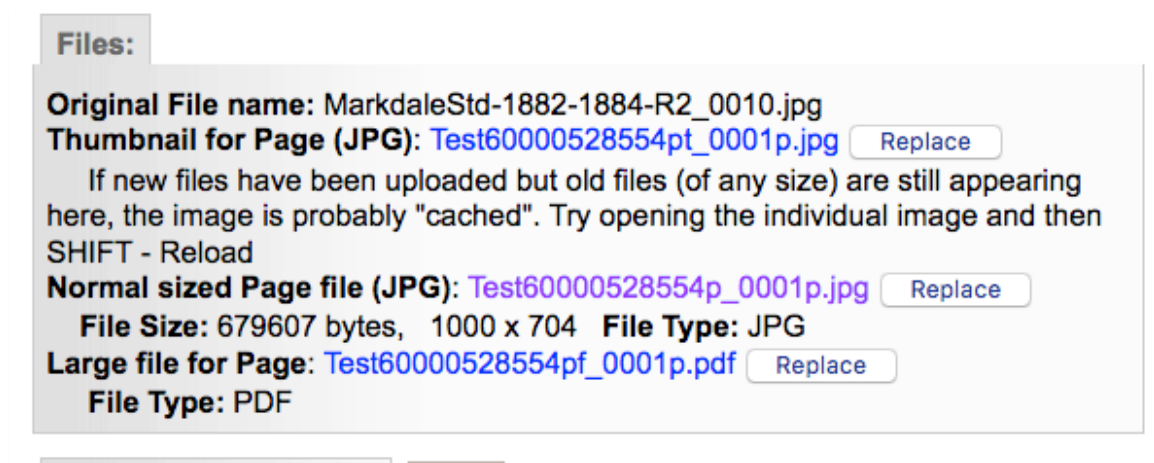 Files:
Original File name: MarkdaleStd-1882-1884-R2_0010.jpg
Thumbnail for Page (JPG): Test60000528554pt_0001p.jpg Replace
If new files have been uploaded but old files (of any size) are still appearing
here, the image is probably "cached". Try opening the individual image and then
SHIFT - Reload
Normal sized Page file (JPG): Test60000528554p_0001p.jpg Replace
File Size: 679607 bytes, 1000 x 704 File Type: JPG
Large file for Page: Test60000528554pf_0001p.pdf Replace
File Type: PDF